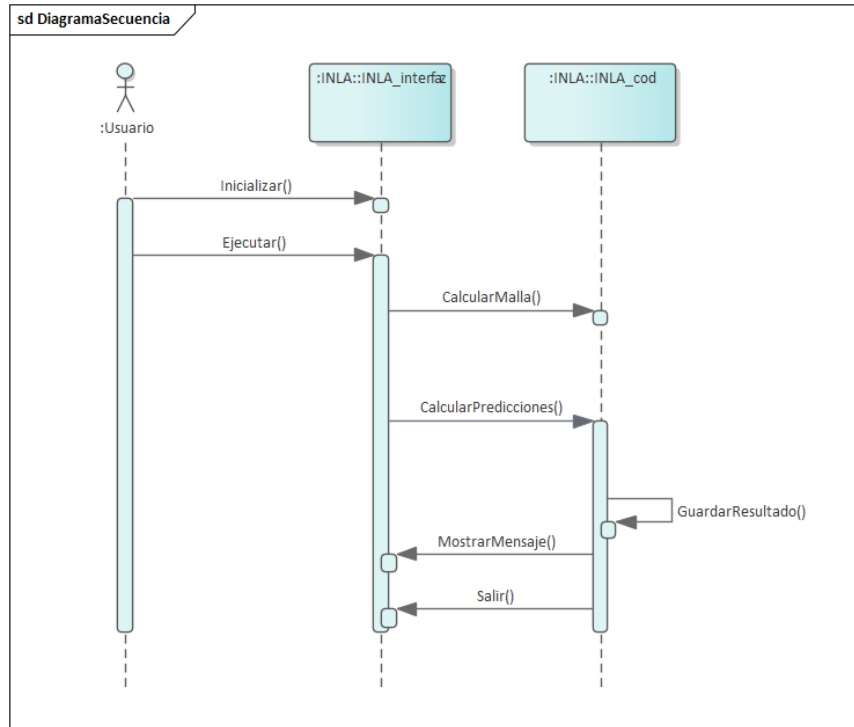 sd DiagramaSecuencia
:INLA::INLA_interfaz
:INLA::INLA_cod
:Usuario
Inicializar()
Ejecutar()
CalcularMalla()
CalcularPredicciones()
GuardarResultado()
MostrarMensaje()
Salir()